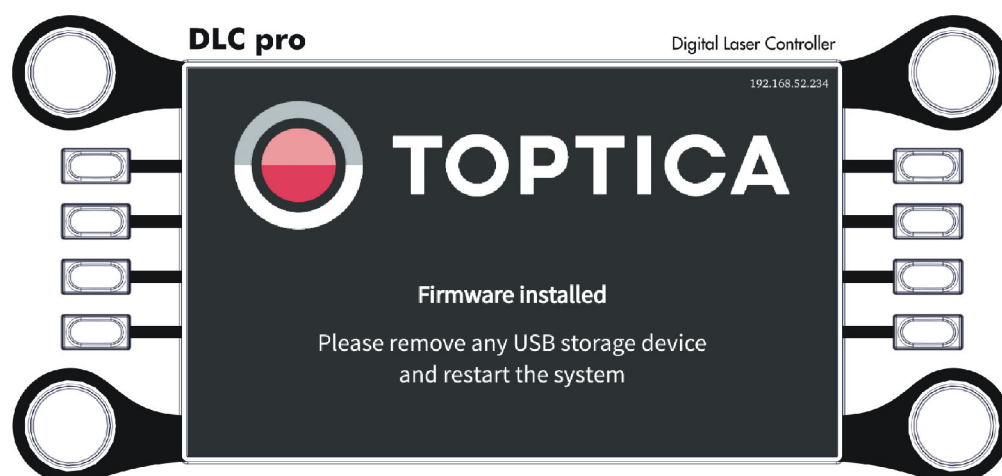 DLC pro
Digital Laser Controller
192.168.52.234
TOPTICA
Firmware installed
Please remove any USB storage device
and restart the system